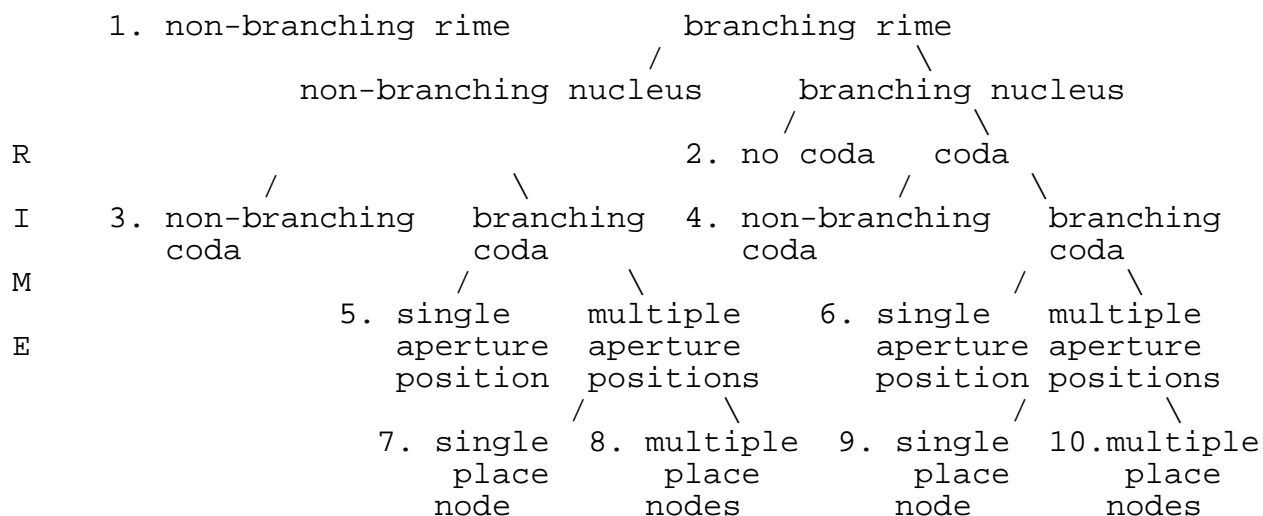 1. non-branching rime branching rime
/ \
non-branching nucleus branching nucleus
/ \
R 2. no coda coda
/ \ / \
I 3. non-branching branching 4. non-branching branching
coda coda coda coda
M / \ / \
5. single multiple 6. single multiple
E aperture aperture aperture aperture
position positions position positions
/ \ / \
7. single 8. multiple 9. single 10.multiple
place place place place
node nodes node nodes